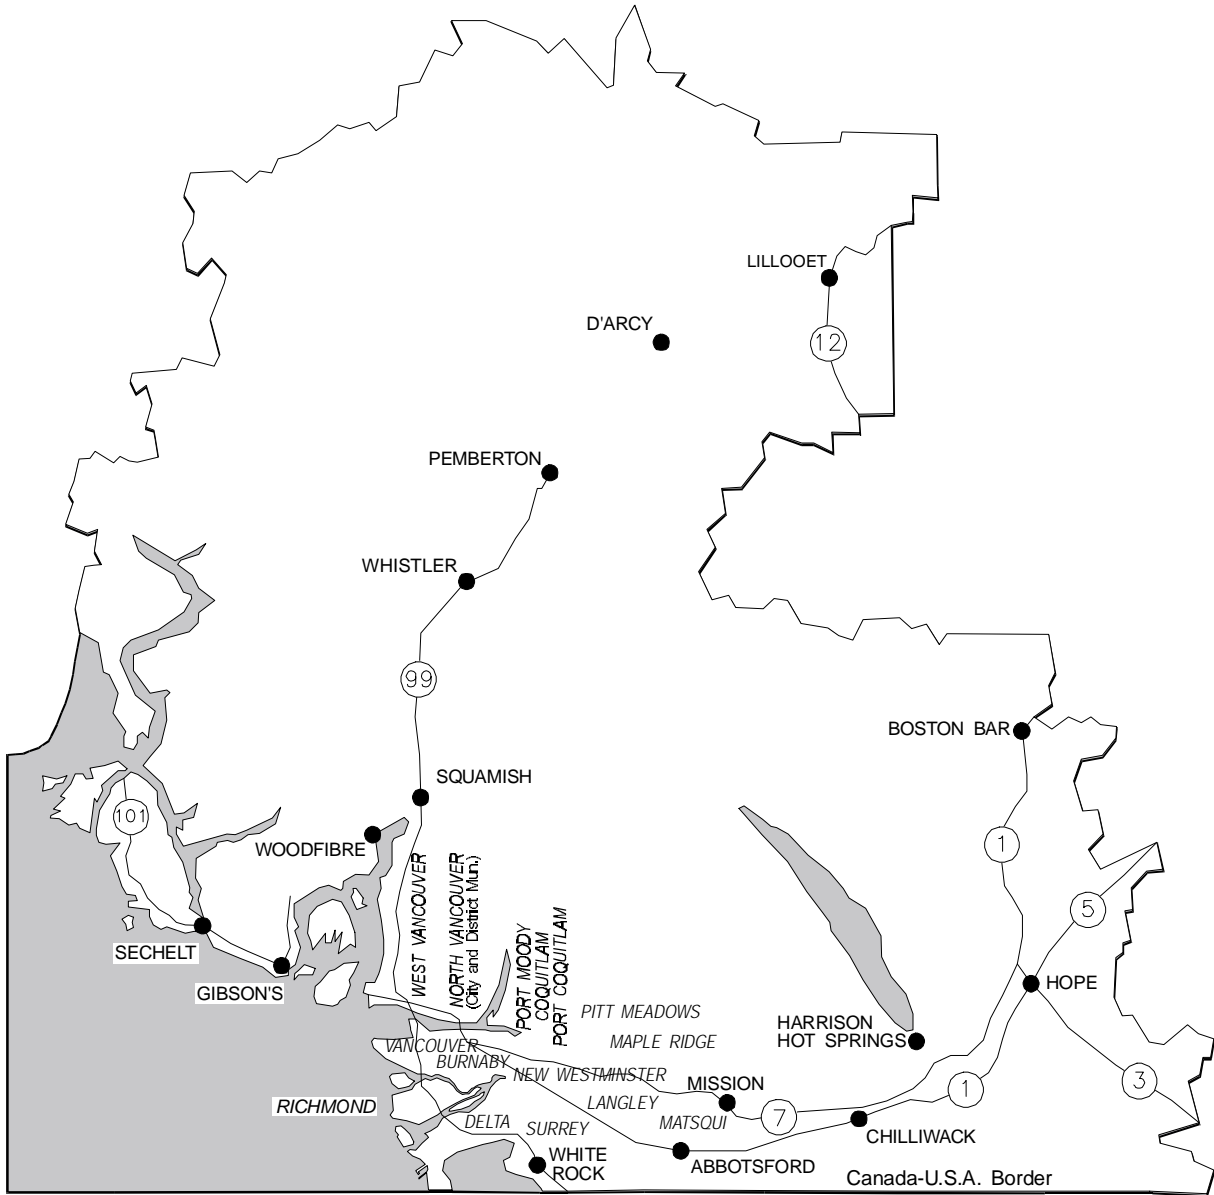 LILLOOET
D'ARCY
12
PEMBERTON
WHISTLER
99
BOSTON BAR
SQUAMISH
101
WOODFIBRE
1
WEST VANCOUVER
NORTH VANCOUVER
(City and District Mun.)
PORT MOODY
COQUITLAM
PORT COQUITLAM
5
SECHELT
GIBSON'S
HOPE
PITT MEADOWS
HARRISON
HOT SPRINGS
MAPLE RIDGE
VANCOUVER
BURNABY
NEW WESTMINSTER
MISSION
3
1
RICHMOND
LANGLEY
7
MATSQUI
DELTA
SURREY
CHILLIWACK
WHITE
ROCK
ABBOTSFORD
Canada-U.S.A. Border